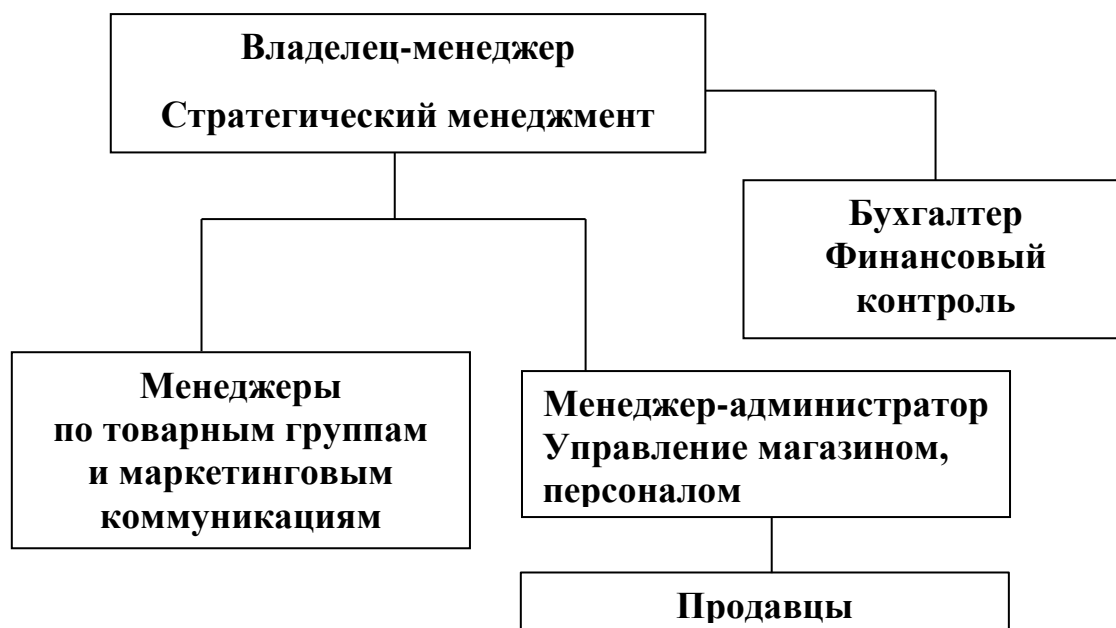 Владелец-менеджер
Стратегический менеджмент
Бухгалтер
Финансовый
контроль
Менеджеры
по товарным группам
и маркетинговым
коммуникациям
Менеджер-администратор
Управление магазином,
персоналом
Продавцы